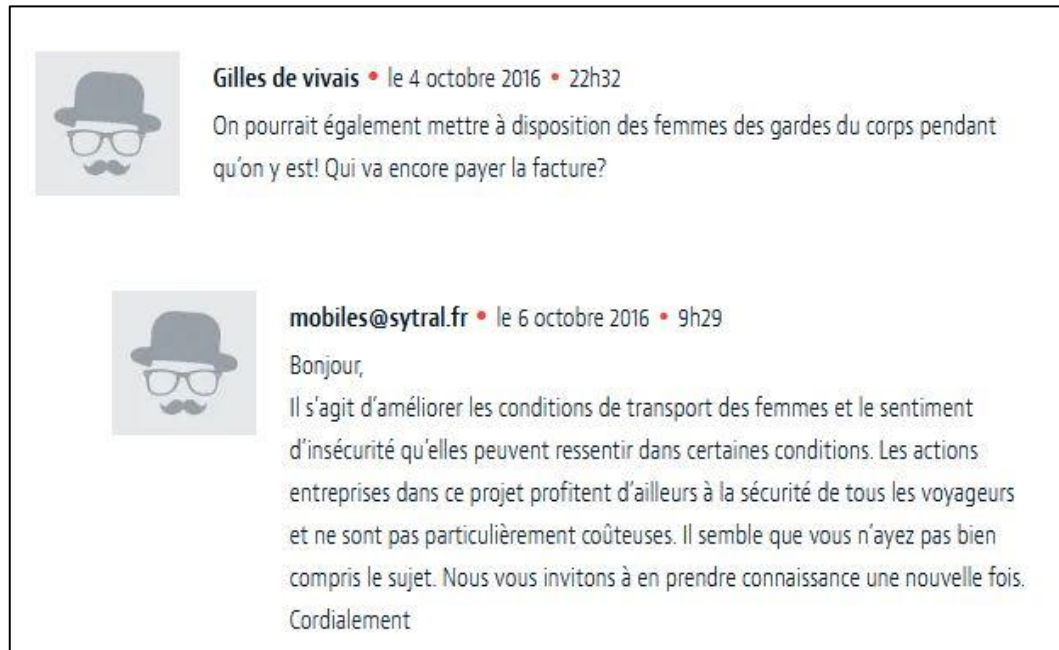 Gilles de vivais • le 4 octobre 2016 • 22h32
On pourrait également mettre à disposition des femmes des gardes du corps pendant
qu'on y est! Qui va encore payer la facture?
mobiles@sytral.fr • le 6 octobre 2016 • 9h29
Bonjour,
Il s'agit d'améliorer les conditions de transport des femmes et le sentiment
d'insécurité qu'elles peuvent ressentir dans certaines conditions. Les actions
entreprises dans ce projet profitent d'ailleurs à la sécurité de tous les voyageurs
et ne sont pas particulièrement coûteuses. Il semble que vous n'ayez pas bien
compris le sujet. Nous vous invitons à en prendre connaissance une nouvelle fois.
Cordialement